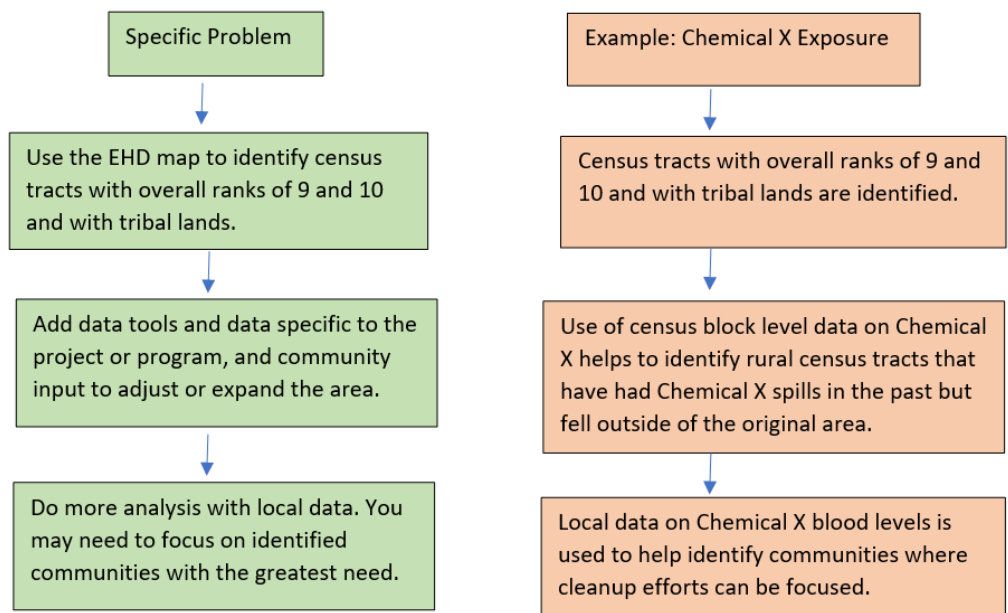 Specific Problem
Use the EHD map to identify census
tracts with overall ranks of 9 and 10
and with tribal lands.
Add data tools and data specific to the
project or program, and community
input to adjust or expand the area.
Do more analysis with local data. You
may need to focus on identified
communities with the greatest need.
Example: Chemical X Exposure
Census tracts with overall ranks of 9 and
10 and with tribal lands are identified.
Use of census block level data on Chemical
X helps to identify rural census tracts that
have had Chemical X spills in the past but
fell outside of the original area.
Local data on Chemical X blood levels is
used to help identify communities where
cleanup efforts can be focused.